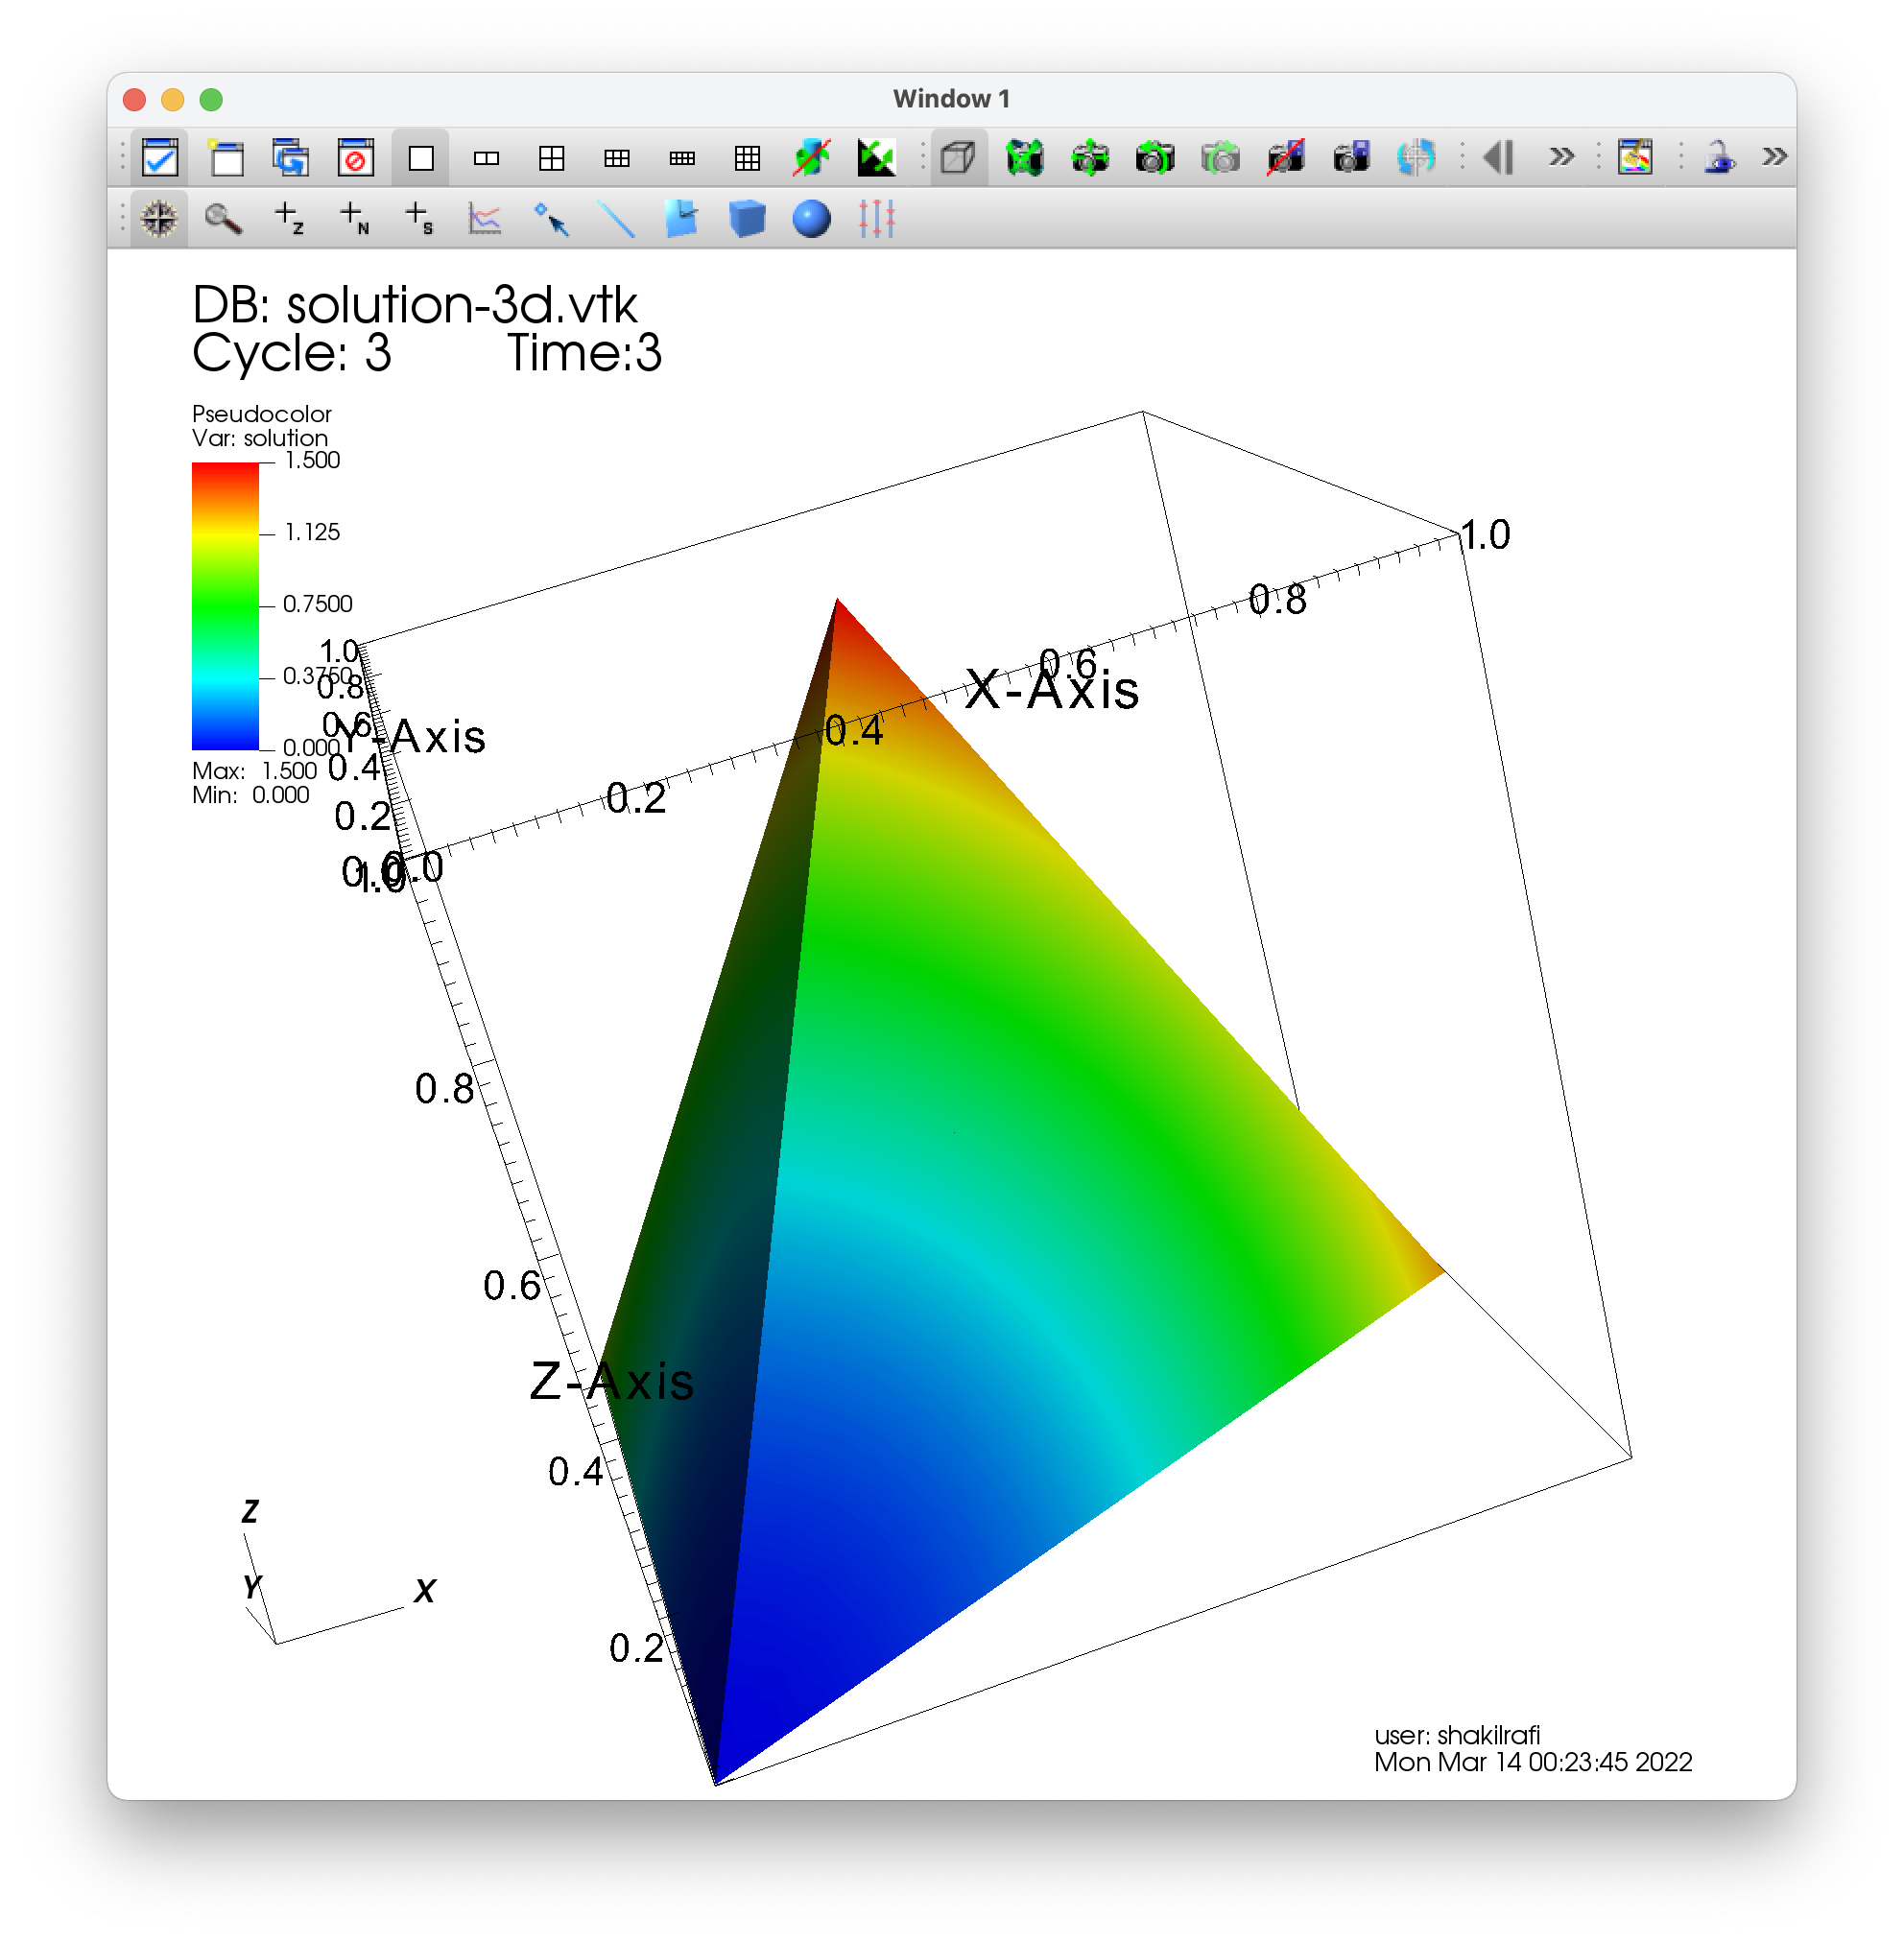 Window 1
Z
N
S
DB: solution-3d.vtk
Cycle: 3 Time:3
Pseudocolor
Var: solution
1.500
1.125
0.7500
0.3750
0.000
Max: 1.500
Min: 0.000
1.0
0.8
0.6
0.4
0.2
0.0
Y-Axis
0.0
0.2
0.4
0.6
0.8
1.0
X-Axis
1.0
0.8
0.6
Z-Axis
0.4
0.2
Z
Y
X
user: shakilrafi
Mon Mar 14 00:23:45 2022